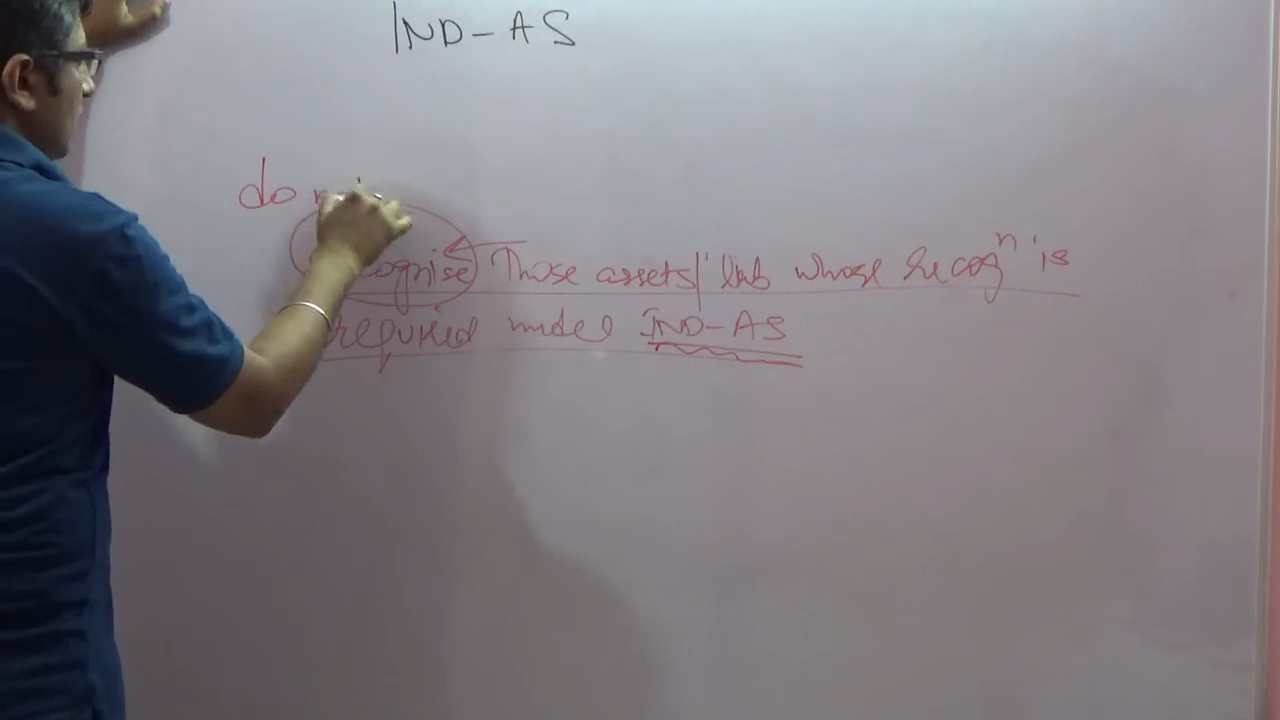 IND-AS
do
Recognise Those assets/liab whose recogn is
required under IND-AS